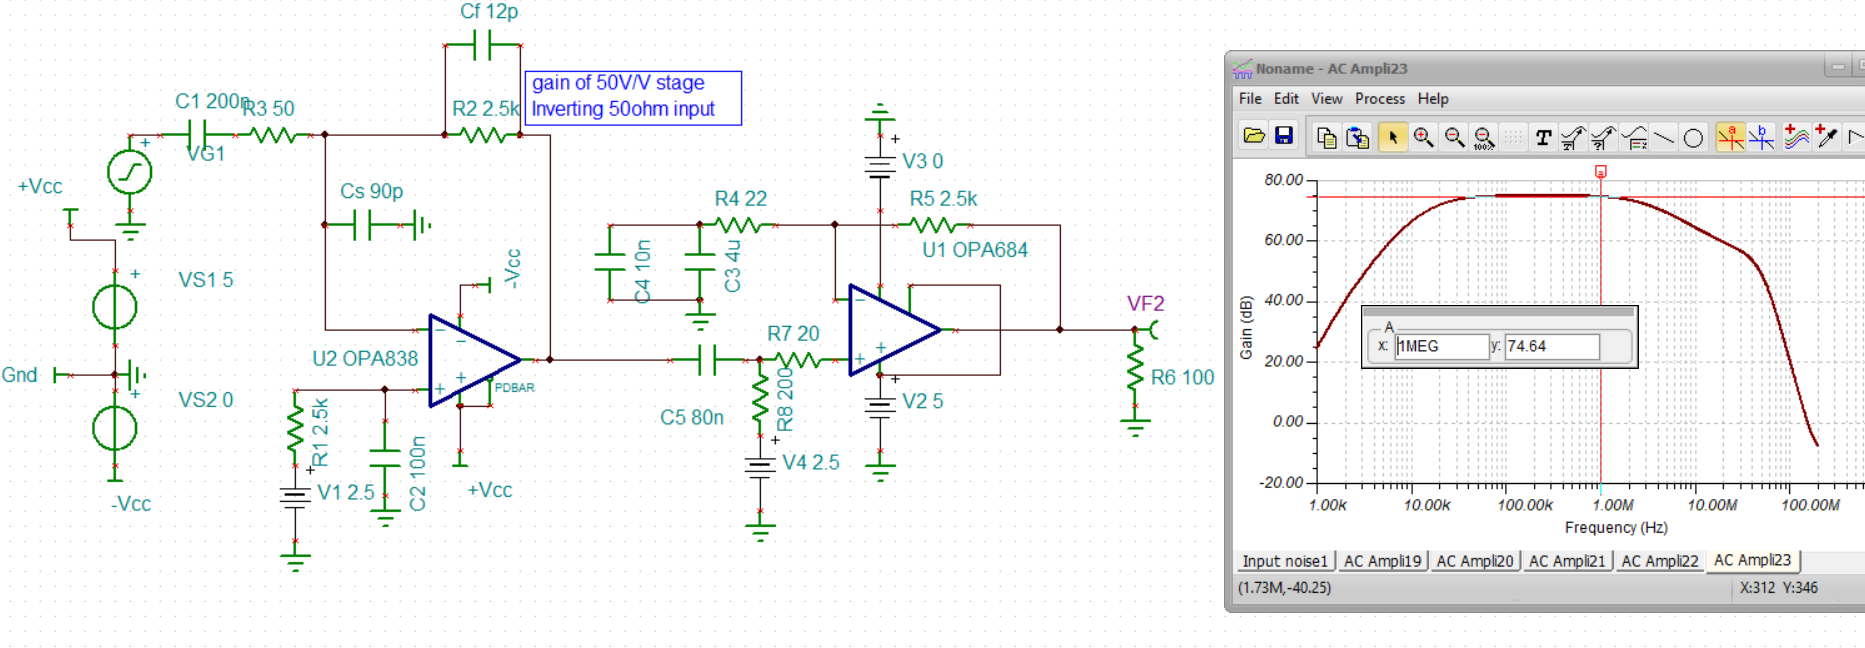 Cf 12p
gain of 50V/V stage
Inverting 50ohm input
C1 200n
R3 50
R2 2.5k
VG1
+Vcc
Cs 90p
-Vcc
VS1 5
U2 OPA838
PDBAR
Gnd
VS2 0
-Vcc
R1 2.5k
V1 2.5
C2 100n
+Vcc
R4 22
C4 10n
C3 4u
V3 0
R5 2.5k
U1 OPA684
R7 20
C5 80n
R8 200
V4 2.5
V2 5
VF2
R6 100
Noname - AC Ampli23
File Edit View Process Help
100%
T
a
b
a
80.00
60.00
40.00
20.00
0.00
-20.00
Gain (dB)
A
x: 1MEG y: 74.64
1.00k 10.00k 100.00k 1.00M 10.00M 100.00M
Frequency (Hz)
Input noise1 AC Ampli19 AC Ampli20 AC Ampli21 AC Ampli22 AC Ampli23
(1.73M,-40.25) X:312 Y:346